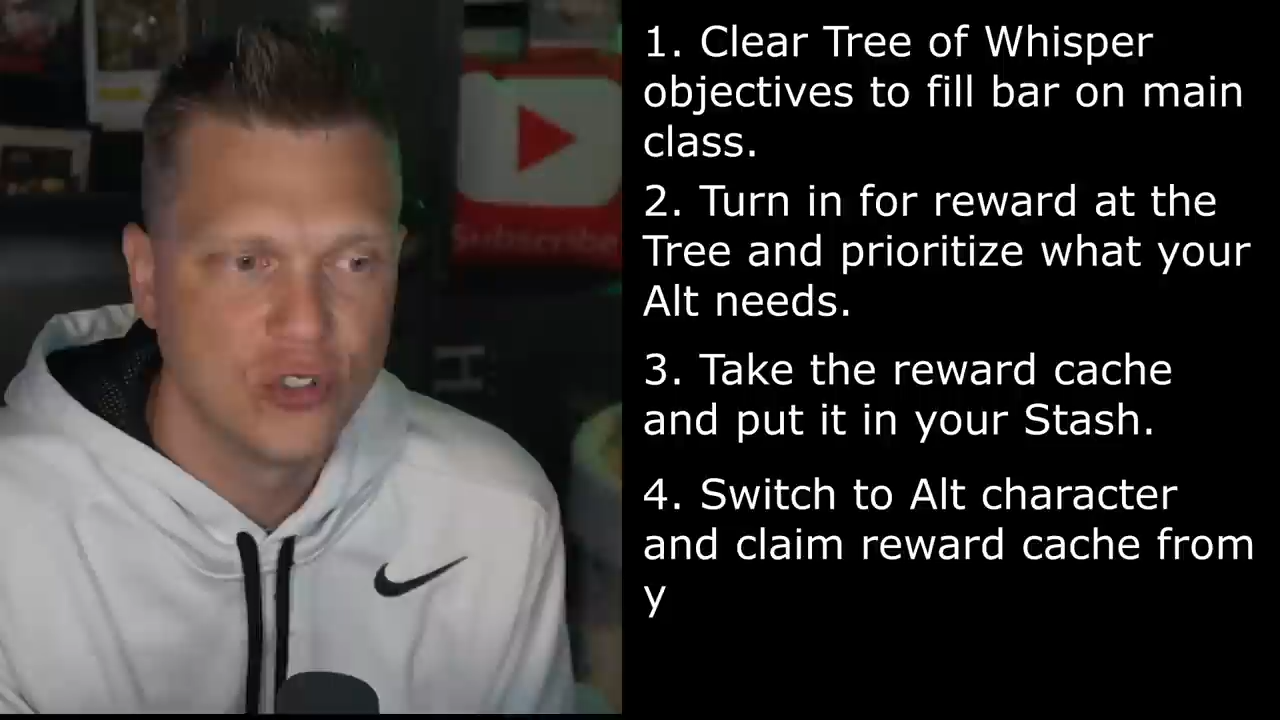 1. Clear Tree of Whisper
objectives to fill bar on main
class.
2. Turn in for reward at the
Tree and prioritize what your
Alt needs.
3. Take the reward cache
and put it in your Stash.
4. Switch to Alt character
and claim reward cache from
y
Subscribe